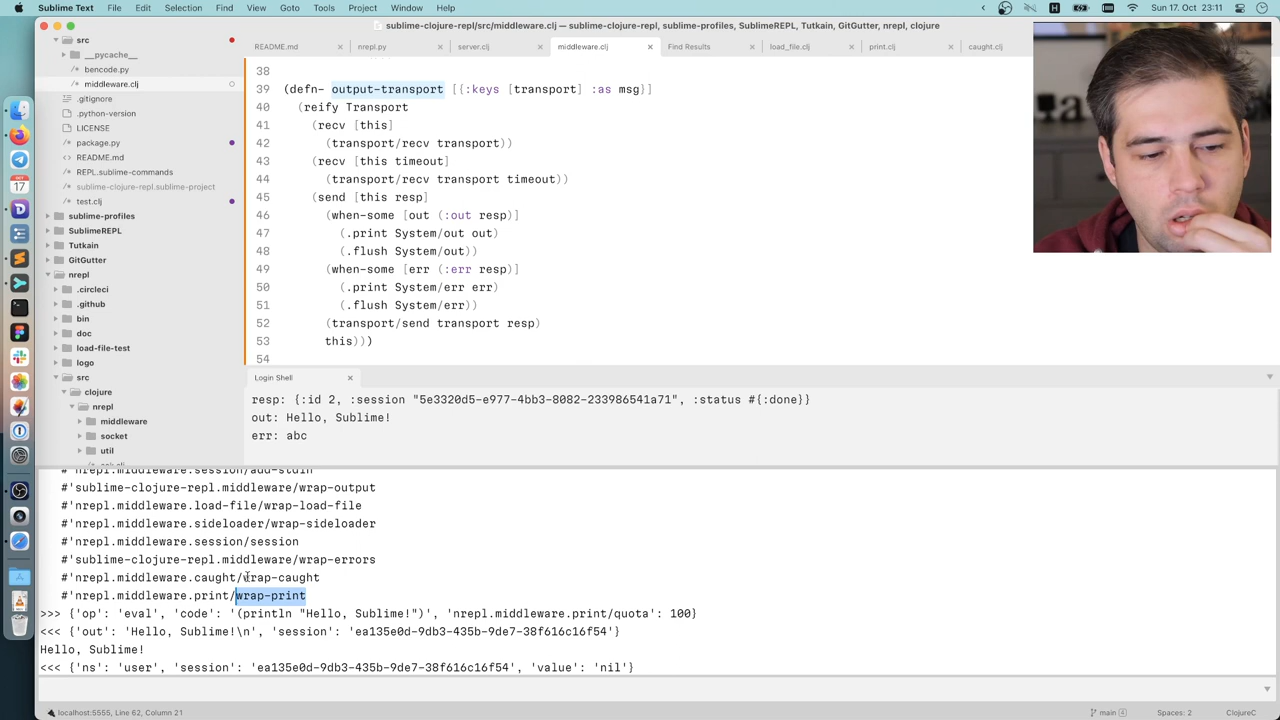 Sublime Text File Edit Selection Find View Goto Tools Project Window Help
Sun 17. Oct 23:11
sublime-clojure-repl/src/middleware.clj — sublime-clojure-repl, sublime-profiles, SublimeREPL, Tutkain, GitGutter, nrepl, clojure
README.md nrepl.py server.clj middleware.clj Find Results load_file.clj print.clj caught.clj
src
__pycache__
bencode.py
middleware.clj
.gitignore
.python-version
LICENSE
package.py
README.md
REPL.sublime-commands
sublime-clojure-repl.sublime-project
test.clj
sublime-profiles
SublimeREPL
Tutkain
GitGutter
nrepl
.circleci
.github
bin
doc
load-file-test
logo
src
clojure
nrepl
middleware
socket
util
38
39 (defn- output-transport [{:keys [transport] :as msg}]
40 (reify Transport
41 (recv [this]
42 (transport/recv transport))
43 (recv [this timeout]
44 (transport/recv transport timeout))
45 (send [this resp]
46 (when-some [out (:out resp)]
47 (.print System/out out)
48 (.flush System/out))
49 (when-some [err (:err resp)]
50 (.print System/err err)
51 (.flush System/err))
52 (transport/send transport resp)
53 this)))
54
Login Shell
resp: {:id 2, :session "5e3320d5-e977-4bb3-8082-233986541a71", :status #{:done}}
out: Hello, Sublime!
err: abc
#'nrepl.middleware.session/add-stdin
#'sublime-clojure-repl.middleware/wrap-output
#'nrepl.middleware.load-file/wrap-load-file
#'nrepl.middleware.sideloader/wrap-sideloader
#'nrepl.middleware.session/session
#'sublime-clojure-repl.middleware/wrap-errors
#'nrepl.middleware.caught/wrap-caught
#'nrepl.middleware.print/wrap-print
>>> {'op': 'eval', 'code': '(println "Hello, Sublime!")', 'nrepl.middleware.print/quota': 100}
<<< {'out': 'Hello, Sublime!\n', 'session': 'ea135e0d-9db3-435b-9de7-38f616c16f54'}
Hello, Sublime!
<<< {'ns': 'user', 'session': 'ea135e0d-9db3-435b-9de7-38f616c16f54', 'value': 'nil'}
localhost:5555, Line 62, Column 21
main 4 Spaces: 2 ClojureC